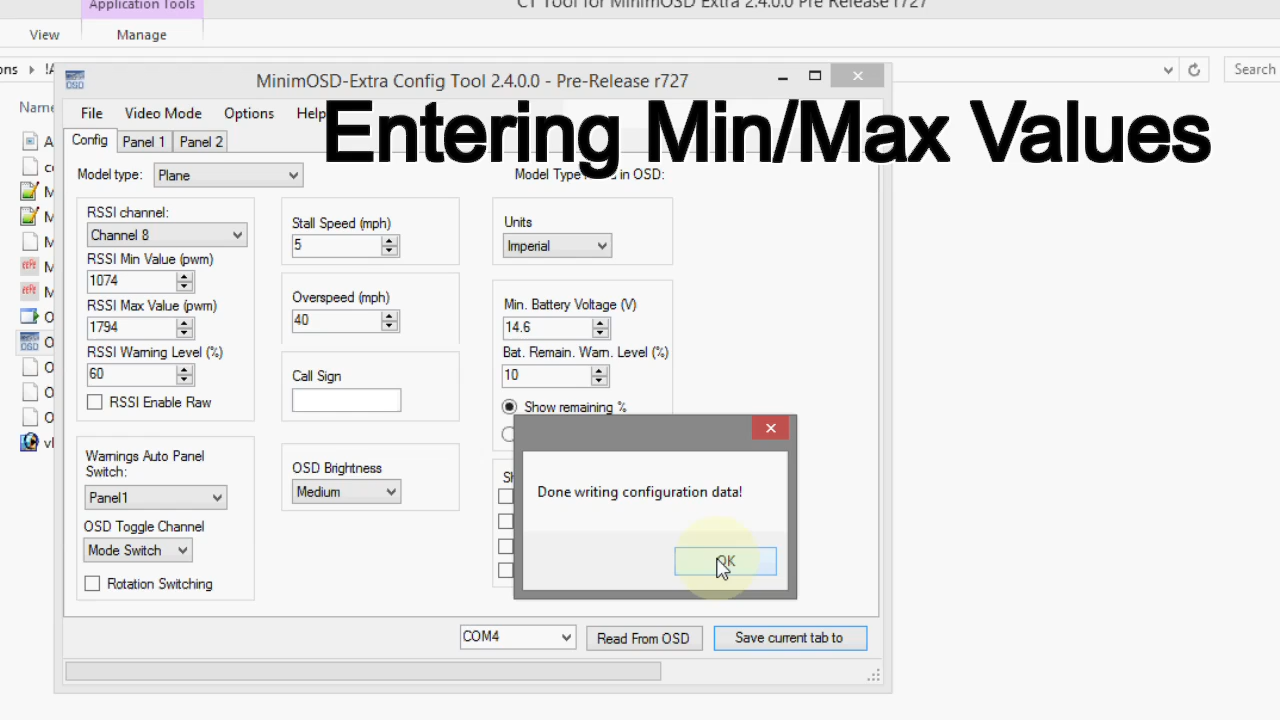 Application Tools
CT Tool for MinimOSD Extra 2.4.0.0 Pre Release r727
View
Manage
Search
MinimOSD-Extra Config Tool 2.4.0.0 - Pre-Release r727
File
Video Mode
Options
Help
Entering Min/Max Values
Config
Panel 1
Panel 2
Model type:
Plane
Model Type
in OSD:
RSSI channel:
Channel 8
RSSI Min Value (pwm)
1074
RSSI Max Value (pwm)
1794
RSSI Warning Level (%)
60
RSSI Enable Raw
Stall Speed (mph)
5
Overspeed (mph)
40
Call Sign
OSD Brightness
Medium
Units
Imperial
Min. Battery Voltage (V)
14.6
Bat. Remain. Warn. Level (%)
10
Show remaining %
Warnings Auto Panel
Switch:
Panel1
OSD Toggle Channel
Mode Switch
Rotation Switching
Done writing configuration data!
OK
COM4
Read From OSD
Save current tab to